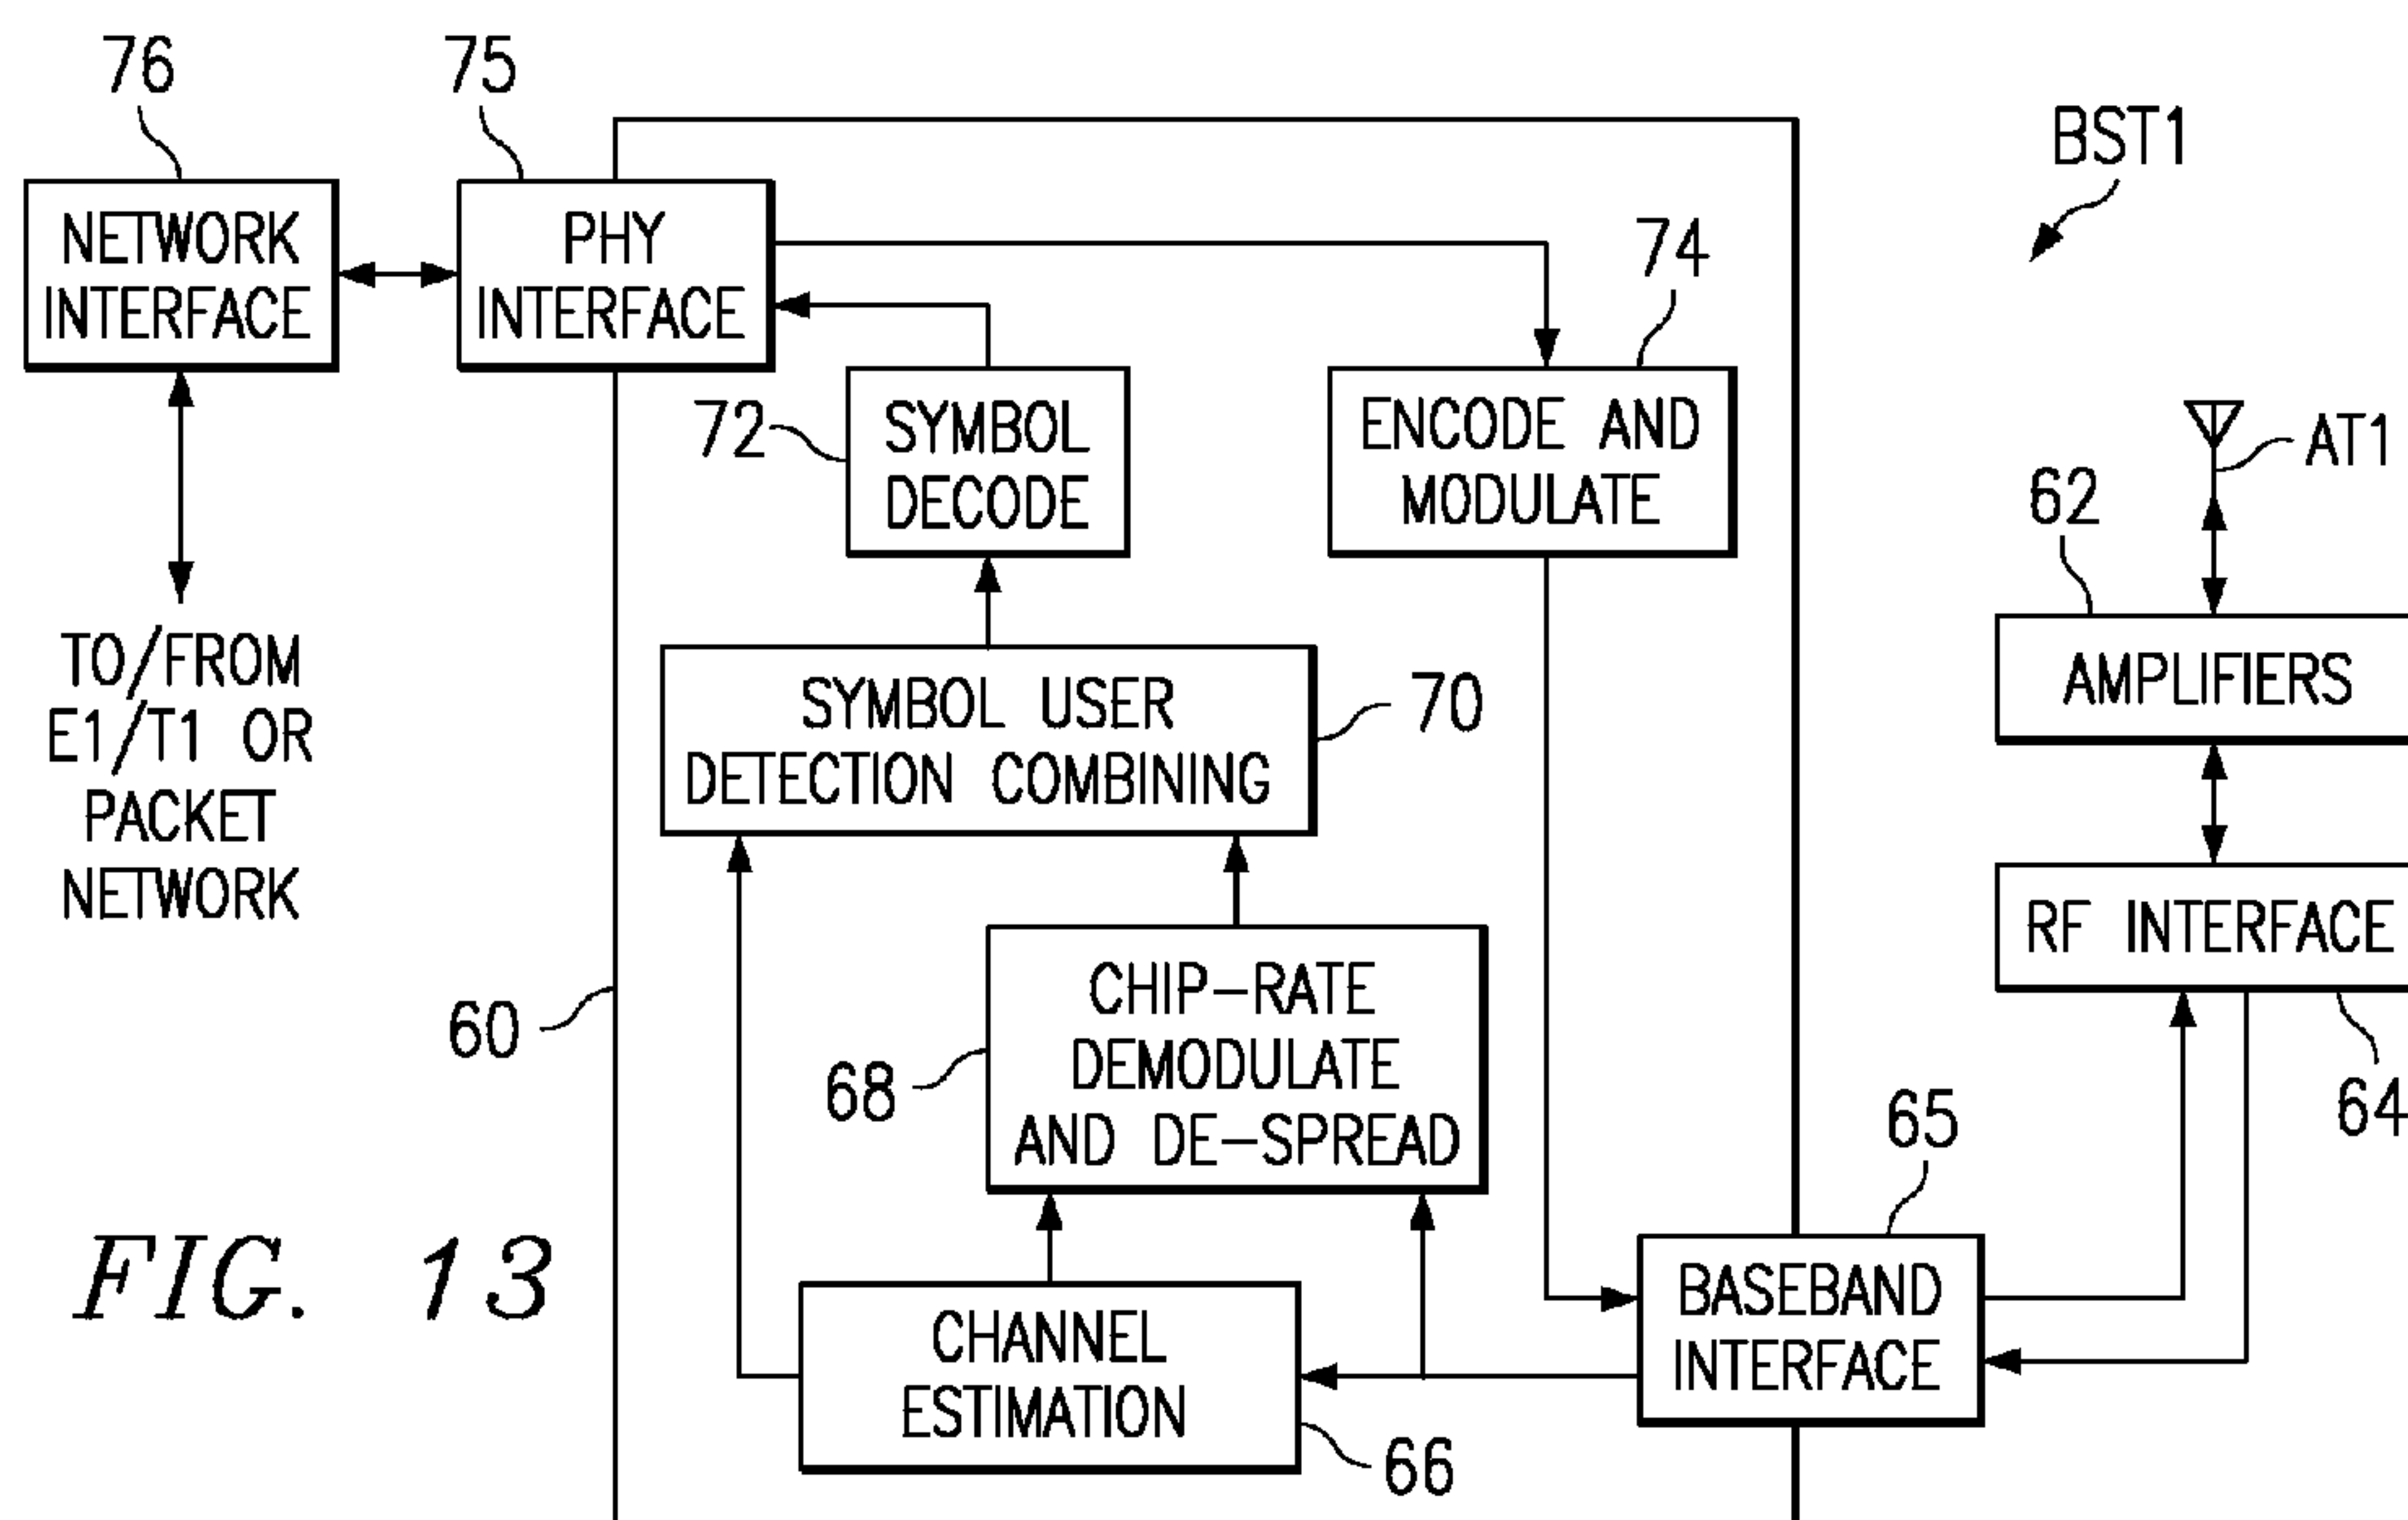 76
75
BST1
NETWORK
INTERFACE
PHY
INTERFACE
74
72
SYMBOL
DECODE
ENCODE AND
MODULATE
AT1
62
TO/FROM
E1/T1 OR
PACKET
NETWORK
SYMBOL USER
DETECTION COMBINING
70
AMPLIFIERS
RF INTERFACE
60
68
CHIP-RATE
DEMODULATE
AND DE-SPREAD
64
65
FIG. 13
CHANNEL
ESTIMATION
BASEBAND
INTERFACE
66